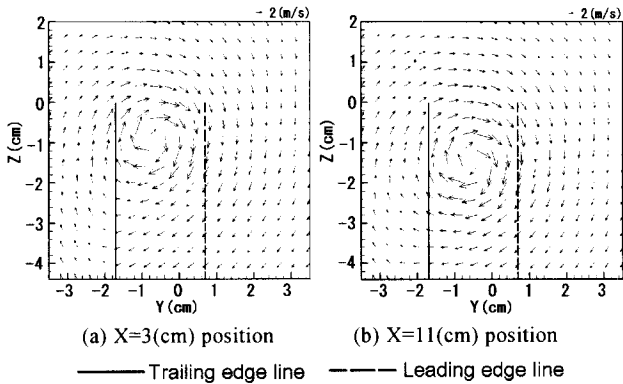 → 2(m/s)
→ 2(m/s)
2
1
0
-1
-2
-3
-4
Z(cm)
-3 -2 -1 0 1 2 3
Y(cm)
2
1
0
-1
-2
-3
-4
Z(cm)
-3 -2 -1 0 1 2 3
Y(cm)
(a) X=3(cm) position
(b) X=11(cm) position
Trailing edge line
Leading edge line